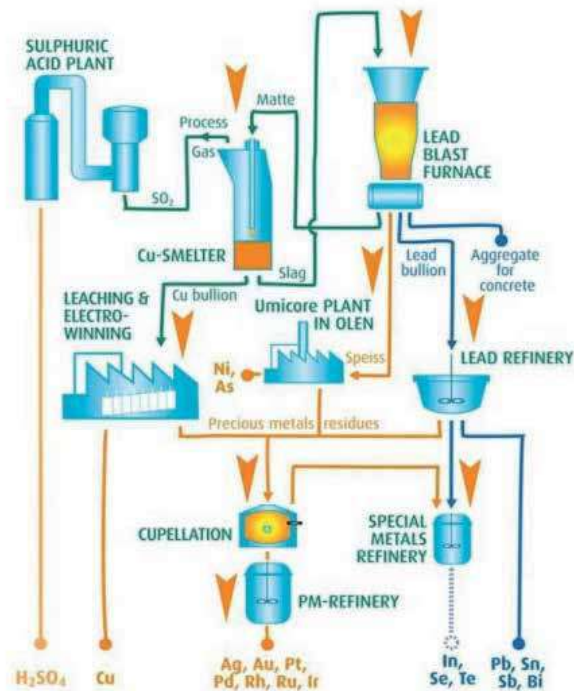 SULPHURIC
ACID PLANT
Process
Gas
Matte
SO₂
LEAD
BLAST
FURNACE
Cu-SMELTER
Cu bullion
Slag
Lead
bullion
Aggregate
for
concrete
LEACHING &
ELECTRO-
WINNING
Umicore PLANT
IN OLEN
Ni,
As
Speiss
LEAD REFINERY
Precious metals residues
CUPELLATION
SPECIAL
METALS
REFINERY
PM-REFINERY
H₂SO₄
Cu
Ag, Au, Pt,
Pd, Rh, Ru, Ir
In,
Se, Te
Pb, Sn,
Sb, Bi